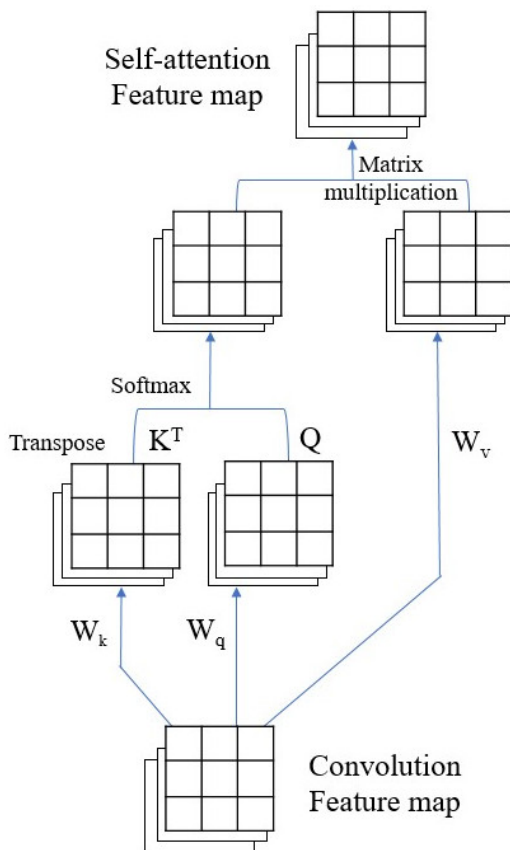 Self-attention
Feature map
Matrix
multiplication
Softmax
Transpose
K^T
Q
W_v
W_k
W_q
Convolution
Feature map